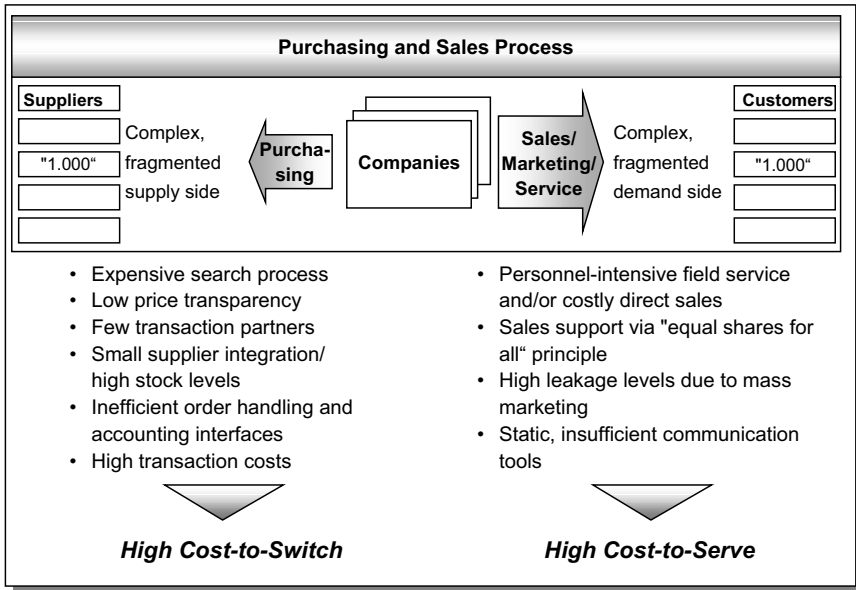 Purchasing and Sales Process
Suppliers
"1.000“
Complex,
fragmented
supply side
Purcha-
sing
Companies
Sales/
Marketing/
Service
Complex,
fragmented
demand side
Customers
"1.000“
• Expensive search process
• Low price transparency
• Few transaction partners
• Small supplier integration/
high stock levels
• Inefficient order handling and
accounting interfaces
• High transaction costs
High Cost-to-Switch
• Personnel-intensive field service
and/or costly direct sales
• Sales support via "equal shares for
all“ principle
• High leakage levels due to mass
marketing
• Static, insufficient communication
tools
High Cost-to-Serve